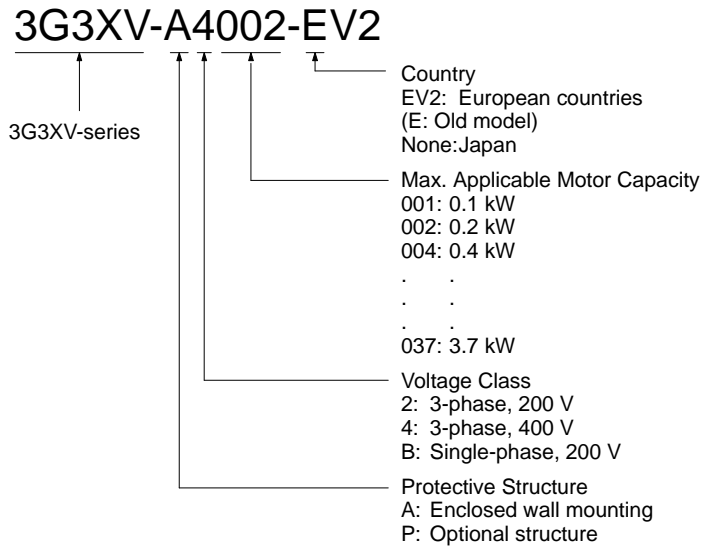 3G3XV-A4002-EV2
3G3XV-series
Country
EV2: European countries
(E: Old model)
None:Japan
Max. Applicable Motor Capacity
001: 0.1 kW
002: 0.2 kW
004: 0.4 kW
. .
. .
. .
037: 3.7 kW
Voltage Class
2: 3-phase, 200 V
4: 3-phase, 400 V
B: Single-phase, 200 V
Protective Structure
A: Enclosed wall mounting
P: Optional structure